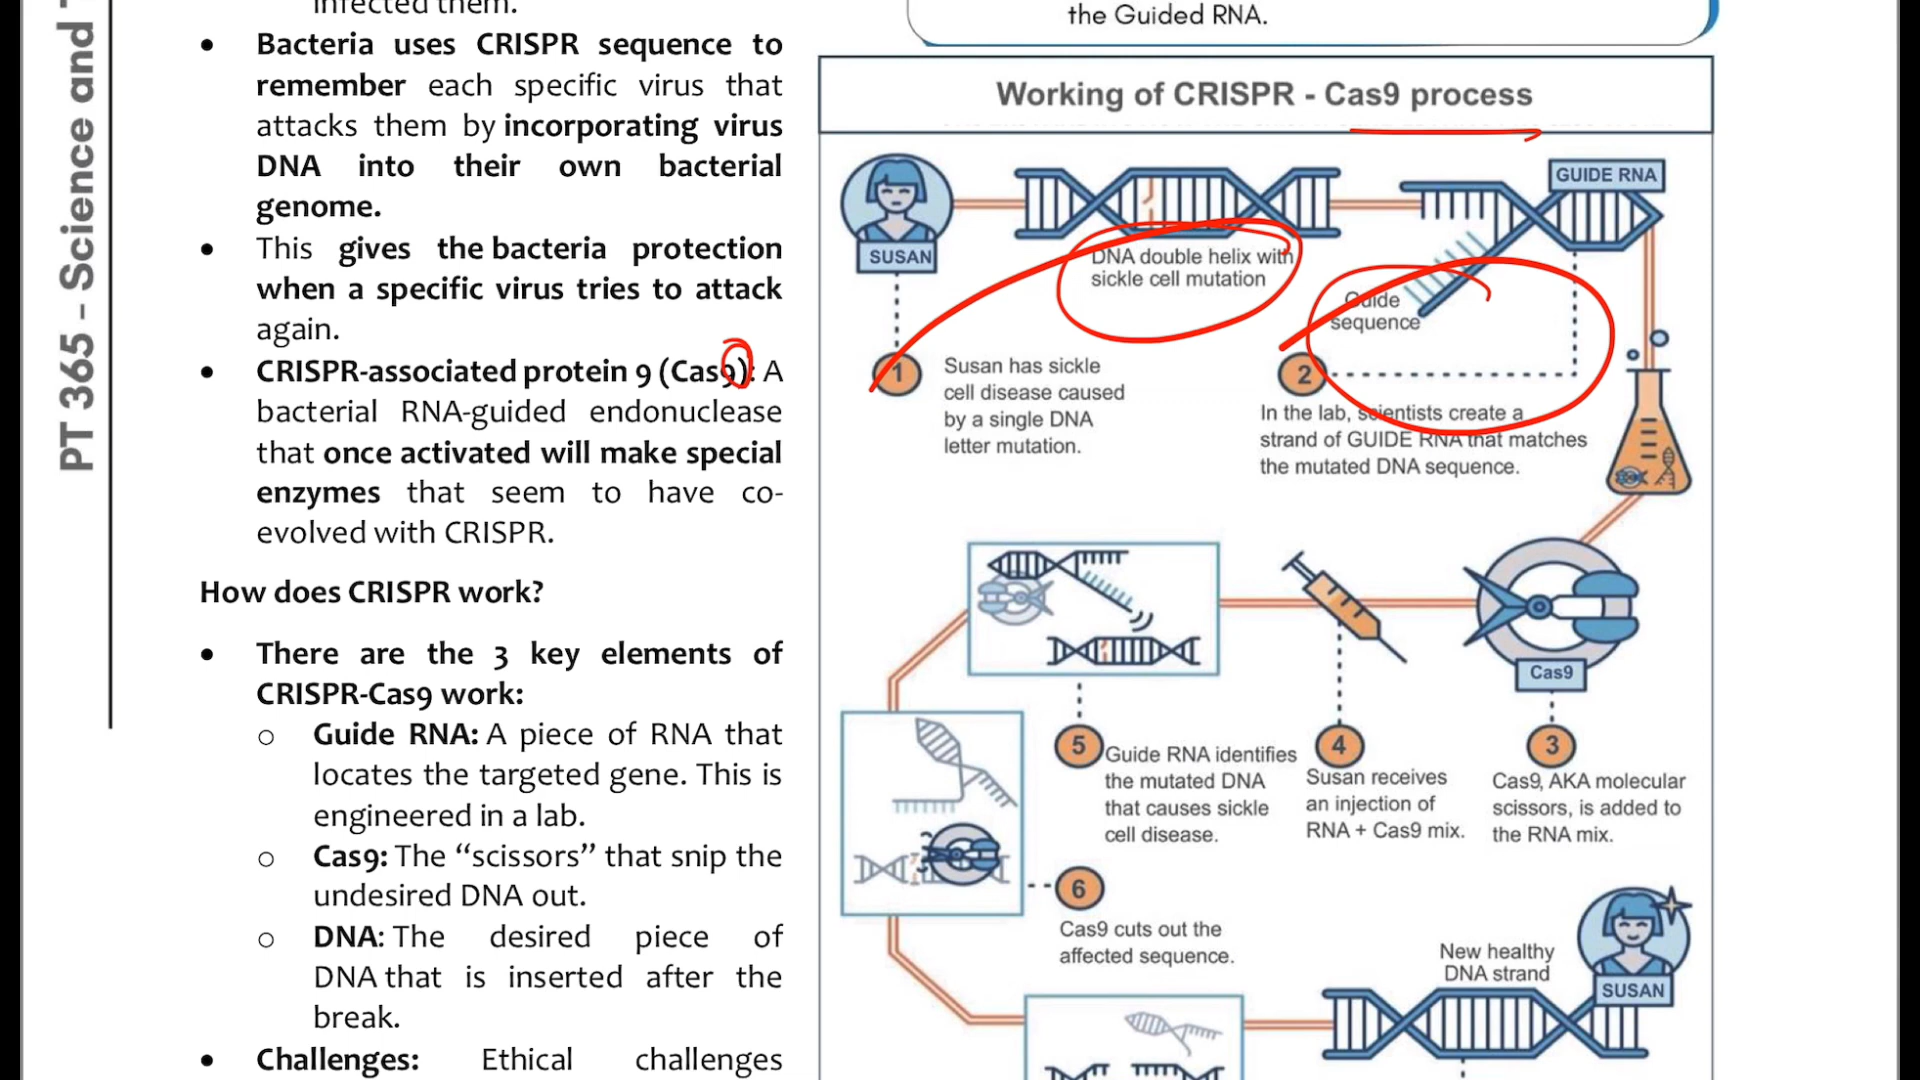 PT 365 - Science and
infected them.
• Bacteria uses CRISPR sequence to
remember each specific virus that
attacks them by incorporating virus
DNA into their own bacterial
genome.
• This gives the bacteria protection
when a specific virus tries to attack
again.
• CRISPR-associated protein 9 (Cas9): A
bacterial RNA-guided endonuclease
that once activated will make special
enzymes that seem to have co-
evolved with CRISPR.
How does CRISPR work?
• There are the 3 key elements of
CRISPR-Cas9 work:
o Guide RNA: A piece of RNA that
locates the targeted gene. This is
engineered in a lab.
o Cas9: The “scissors” that snip the
undesired DNA out.
o DNA: The desired piece of
DNA that is inserted after the
break.
• Challenges: Ethical challenges
the Guided RNA.
Working of CRISPR - Cas9 process
SUSAN
DNA double helix with
sickle cell mutation
GUIDE RNA
Guide
sequence
1
Susan has sickle
cell disease caused
by a single DNA
letter mutation.
2
In the lab, scientists create a
strand of GUIDE RNA that matches
the mutated DNA sequence.
Cas9
3
Cas9, AKA molecular
scissors, is added to
the RNA mix.
4
Susan receives
an injection of
RNA + Cas9 mix.
5
Guide RNA identifies
the mutated DNA
that causes sickle
cell disease.
6
Cas9 cuts out the
affected sequence.
New healthy
DNA strand
SUSAN